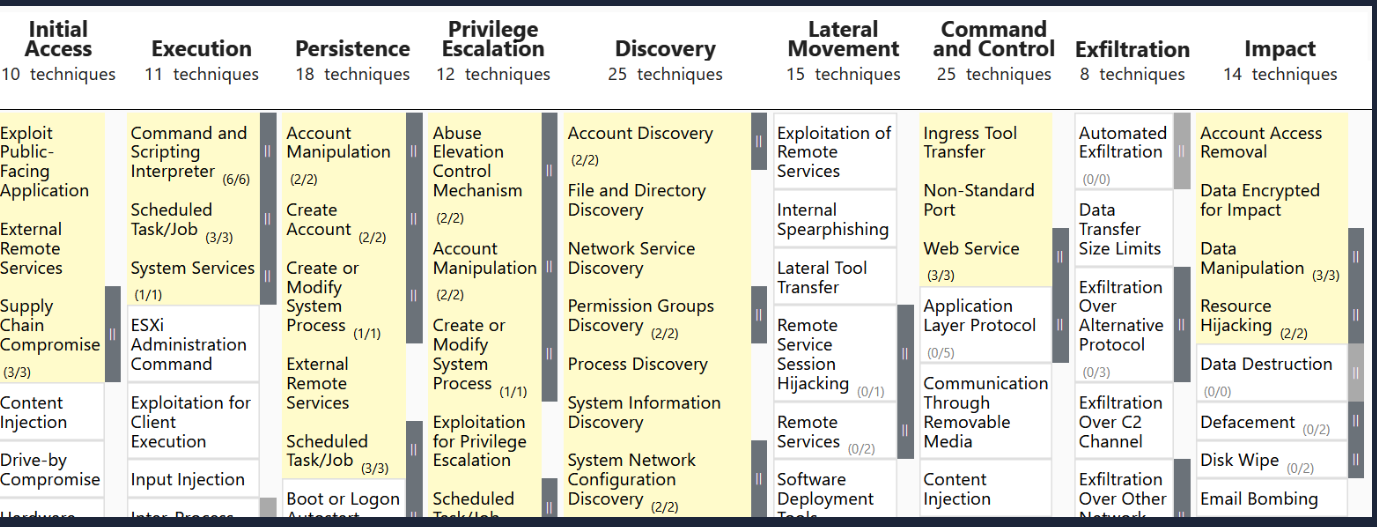 Initial
Access
10 techniques
Execution
11 techniques
Persistence
18 techniques
Privilege
Escalation
12 techniques
Discovery
25 techniques
Lateral
Movement
15 techniques
Command
and Control
25 techniques
Exfiltration
8 techniques
Impact
14 techniques
Exploit
Public-
Facing
Application
External
Remote
Services
Supply
Chain
Compromise
(3/3)
Content
Injection
Drive-by
Compromise
Hardware
Command and
Scripting
Interpreter (6/6)
Scheduled
Task/Job (3/3)
System Services
(1/1)
ESXi
Administration
Command
Exploitation for
Client
Execution
Input Injection
Inter-Process
Account
Manipulation
(2/2)
Create
Account (2/2)
Create or
Modify
System
Process (1/1)
External
Remote
Services
Scheduled
Task/Job (3/3)
Boot or Logon
Autostart
Abuse
Elevation
Control
Mechanism
(2/2)
Account
Manipulation
(2/2)
Create or
Modify
System
Process (1/1)
Exploitation
for Privilege
Escalation
Scheduled
Task/Job
Account Discovery
(2/2)
File and Directory
Discovery
Network Service
Discovery
Permission Groups
Discovery (2/2)
Process Discovery
System Information
Discovery
System Network
Configuration
Discovery (2/2)
Exploitation of
Remote
Services
Internal
Spearphishing
Lateral Tool
Transfer
Remote
Service
Session
Hijacking (0/1)
Remote
Services (0/2)
Software
Deployment
Tools
Ingress Tool
Transfer
Non-Standard
Port
Web Service
(3/3)
Application
Layer Protocol
(0/5)
Communication
Through
Removable
Media
Content
Injection
Automated
Exfiltration
(0/0)
Data
Transfer
Size Limits
Exfiltration
Over
Alternative
Protocol
(0/3)
Exfiltration
Over C2
Channel
Exfiltration
Over Other
Network
Account Access
Removal
Data Encrypted
for Impact
Data
Manipulation (3/3)
Resource
Hijacking (2/2)
Data Destruction
(0/0)
Defacement (0/2)
Disk Wipe (0/2)
Email Bombing